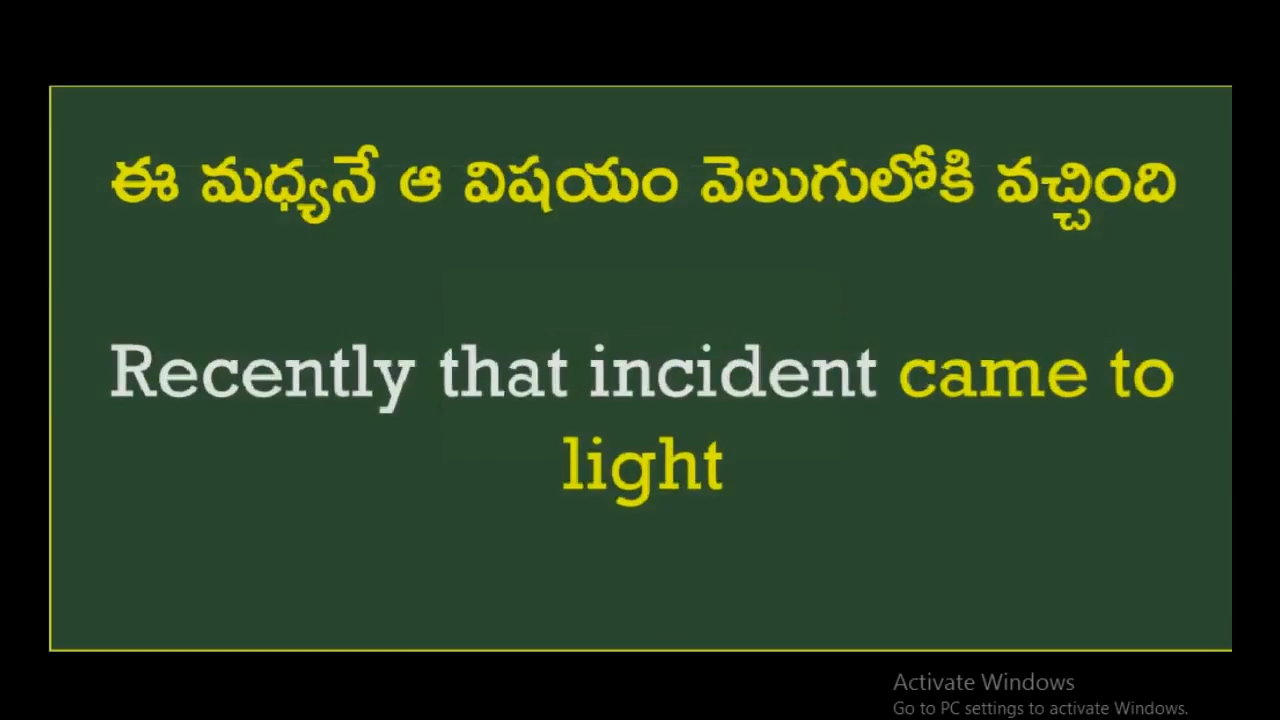 ఈ మధ్యనే ఆ విషయం వెలుగులోకి వచ్చింది
Recently that incident came to
light
Activate Windows
Go to PC settings to activate Windows.